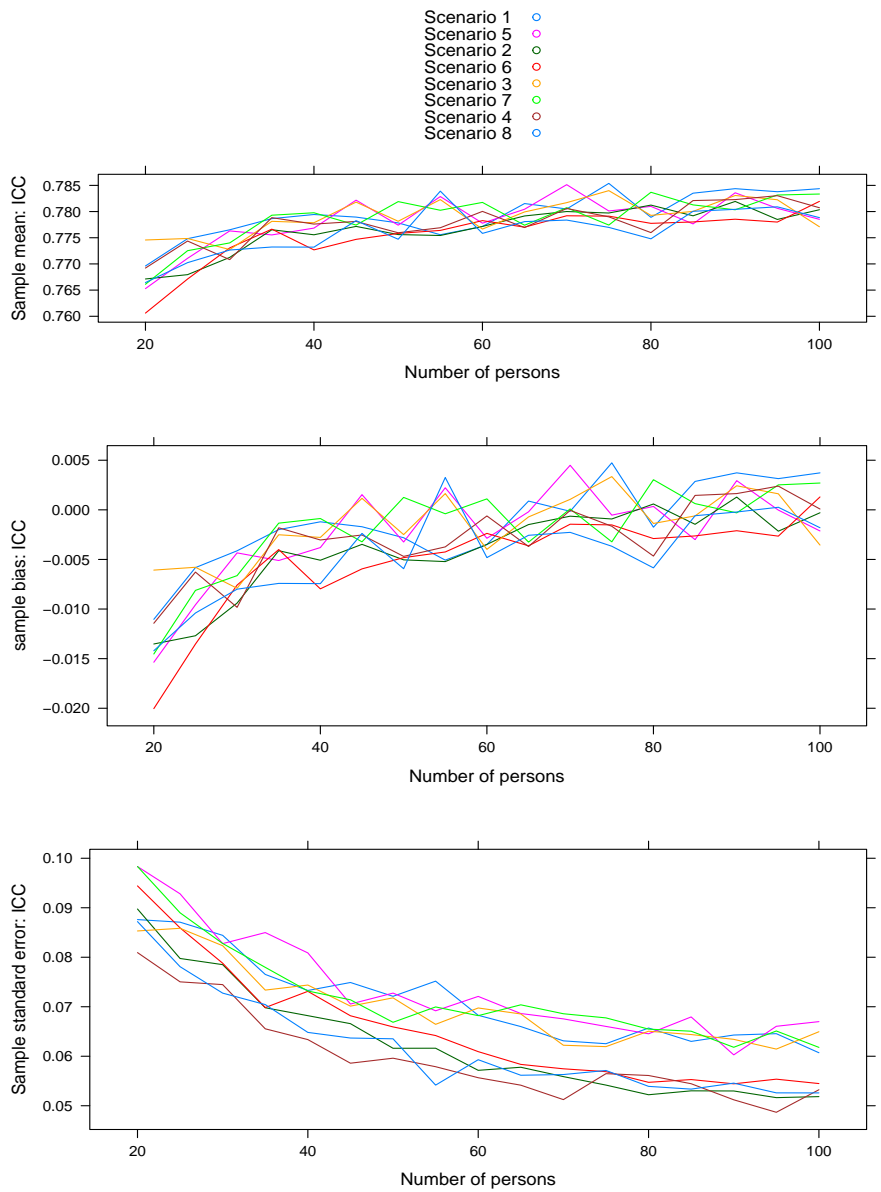 Scenario 1
Scenario 5
Scenario 2
Scenario 6
Scenario 3
Scenario 7
Scenario 4
Scenario 8
Sample mean: ICC
0.785
0.780
0.775
0.770
0.765
0.760
20 40 60 80 100
Number of persons
sample bias: ICC
0.005
0.000
−0.005
−0.010
−0.015
−0.020
20 40 60 80 100
Number of persons
Sample standard error: ICC
0.10
0.09
0.08
0.07
0.06
0.05
20 40 60 80 100
Number of persons